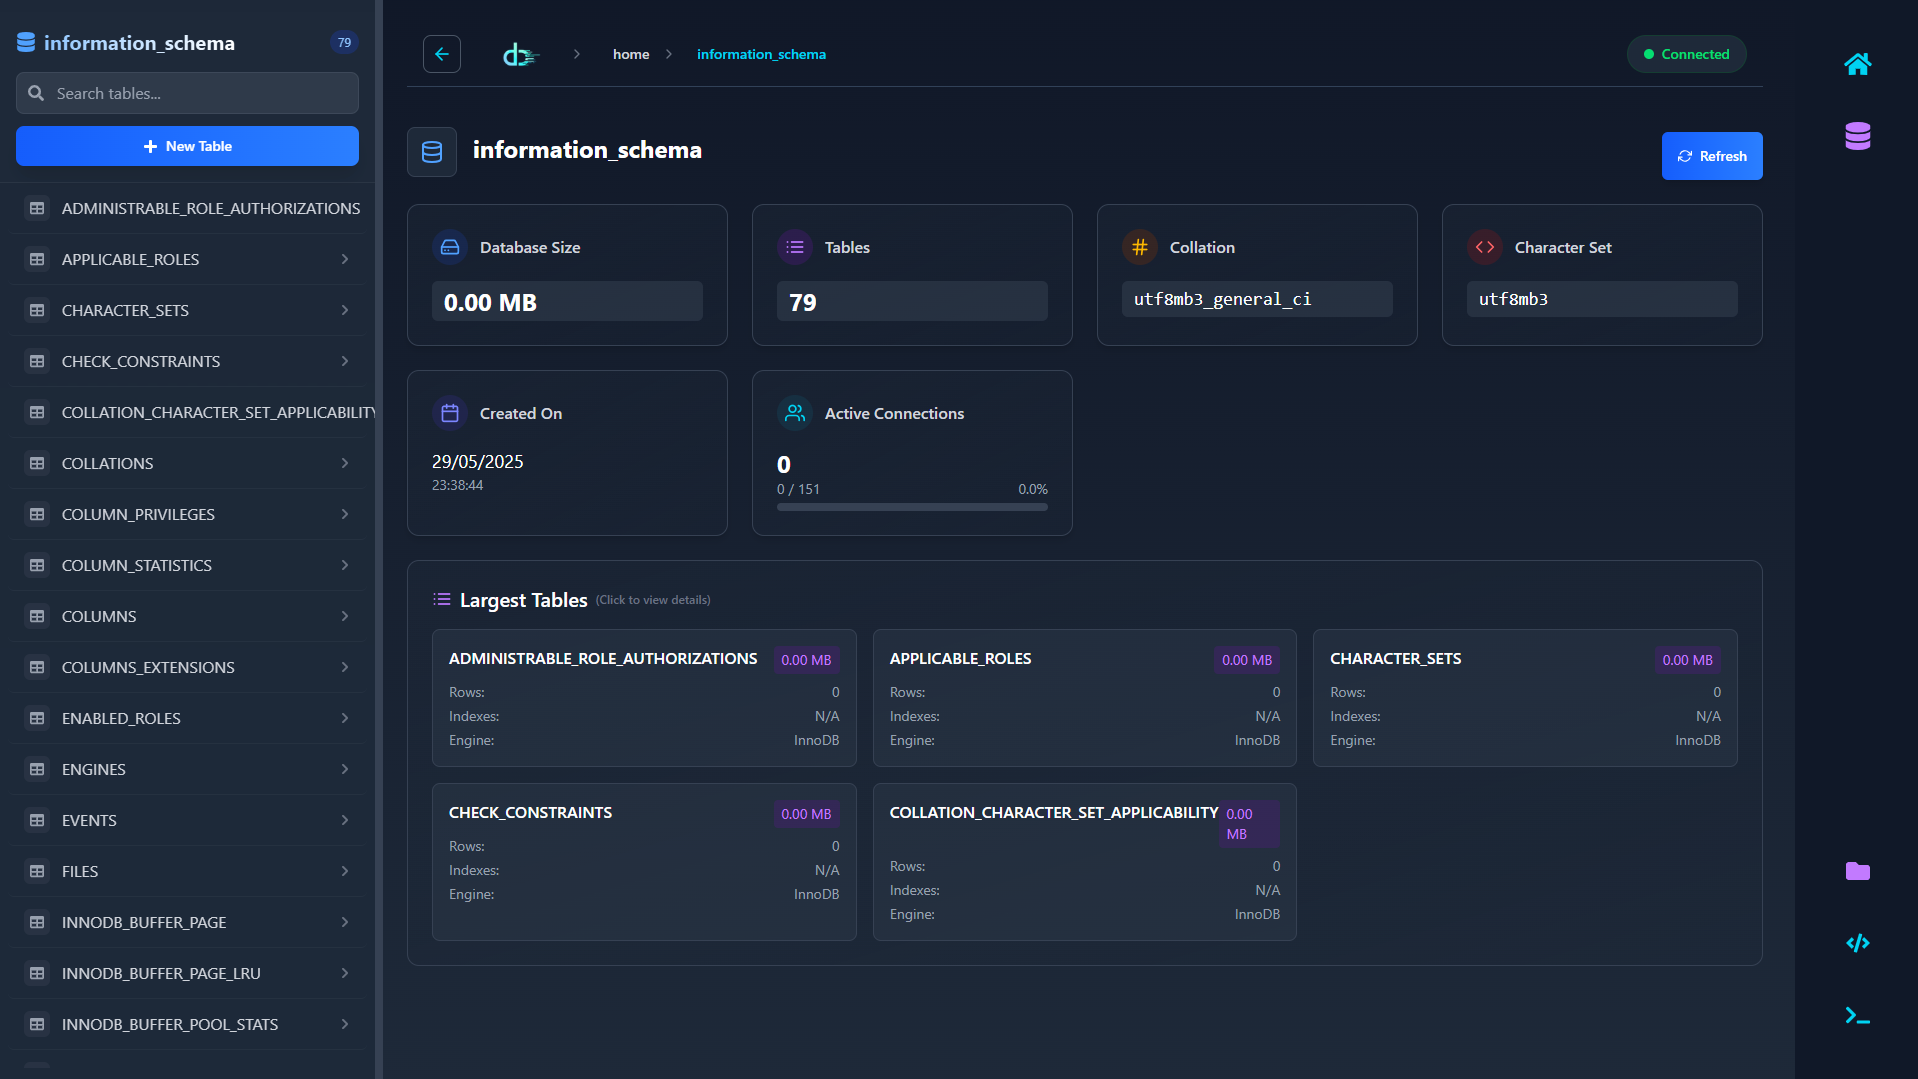 information_schema
79
Search tables...
New Table
ADMINISTRABLE_ROLE_AUTHORIZATIONS
APPLICABLE_ROLES
CHARACTER_SETS
CHECK_CONSTRAINTS
COLLATION_CHARACTER_SET_APPLICABILITY
COLLATIONS
COLUMN_PRIVILEGES
COLUMN_STATISTICS
COLUMNS
COLUMNS_EXTENSIONS
ENABLED_ROLES
ENGINES
EVENTS
FILES
INNODB_BUFFER_PAGE
INNODB_BUFFER_PAGE_LRU
INNODB_BUFFER_POOL_STATS
home
information_schema
Connected
information_schema
Refresh
Database Size
0.00 MB
Tables
79
Collation
utf8mb3_general_ci
Character Set
utf8mb3
Created On
29/05/2025
23:38:44
Active Connections
0
0 / 151
0.0%
Largest Tables (Click to view details)
ADMINISTRABLE_ROLE_AUTHORIZATIONS 0.00 MB
Rows: 0
Indexes: N/A
Engine: InnoDB
APPLICABLE_ROLES 0.00 MB
Rows: 0
Indexes: N/A
Engine: InnoDB
CHARACTER_SETS 0.00 MB
Rows: 0
Indexes: N/A
Engine: InnoDB
CHECK_CONSTRAINTS 0.00 MB
Rows: 0
Indexes: N/A
Engine: InnoDB
COLLATION_CHARACTER_SET_APPLICABILITY 0.00
MB
Rows: 0
Indexes: N/A
Engine: InnoDB